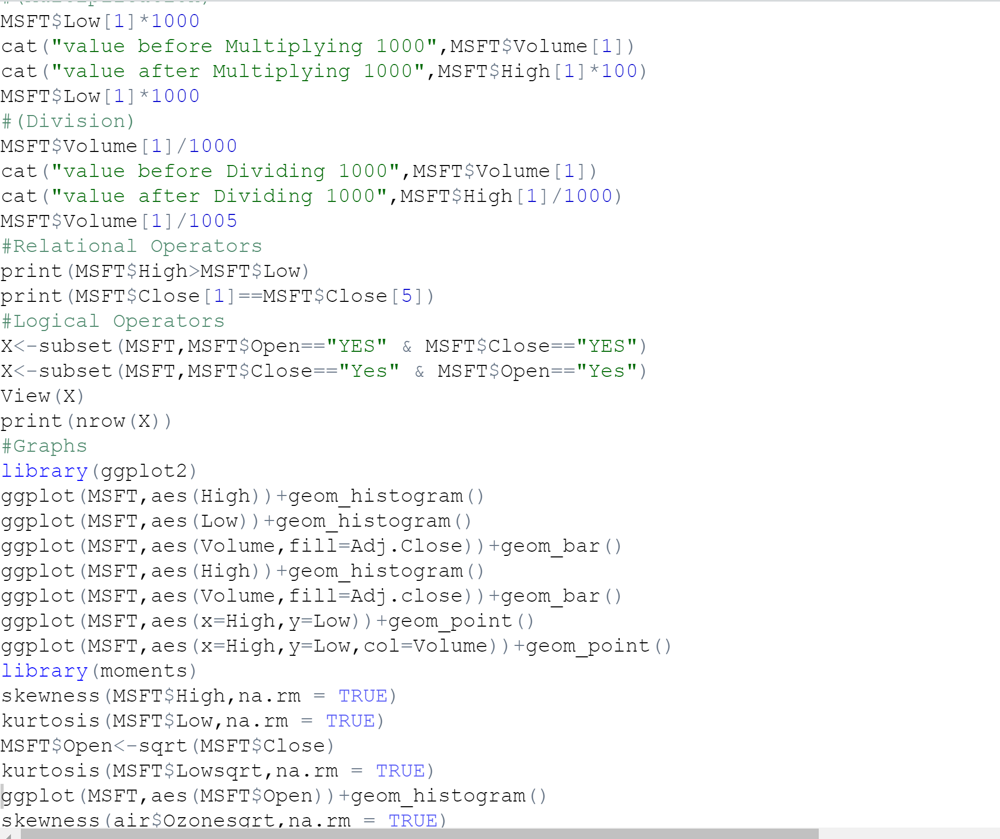 #(Multiplication)
MSFT$Low[1]*1000
cat("value before Multiplying 1000",MSFT$Volume[1])
cat("value after Multiplying 1000",MSFT$High[1]*100)
MSFT$Low[1]*1000
#(Division)
MSFT$Volume[1]/1000
cat("value before Dividing 1000",MSFT$Volume[1])
cat("value after Dividing 1000",MSFT$High[1]/1000)
MSFT$Volume[1]/1005
#Relational Operators
print(MSFT$High>MSFT$Low)
print(MSFT$Close[1]==MSFT$Close[5])
#Logical Operators
X<-subset(MSFT,MSFT$Open=="YES" & MSFT$Close=="YES")
X<-subset(MSFT,MSFT$Close=="Yes" & MSFT$Open=="Yes")
View(X)
print(nrow(X))
#Graphs
library(ggplot2)
ggplot(MSFT,aes(High))+geom_histogram()
ggplot(MSFT,aes(Low))+geom_histogram()
ggplot(MSFT,aes(Volume,fill=Adj.Close))+geom_bar()
ggplot(MSFT,aes(High))+geom_histogram()
ggplot(MSFT,aes(Volume,fill=Adj.close))+geom_bar()
ggplot(MSFT,aes(x=High,y=Low))+geom_point()
ggplot(MSFT,aes(x=High,y=Low,col=Volume))+geom_point()
library(moments)
skewness(MSFT$High,na.rm = TRUE)
kurtosis(MSFT$Low,na.rm = TRUE)
MSFT$Open<-sqrt(MSFT$Close)
kurtosis(MSFT$Lowsqrt,na.rm = TRUE)
ggplot(MSFT,aes(MSFT$Open))+geom_histogram()
skewness(air$Ozonesqrt,na.rm = TRUE)